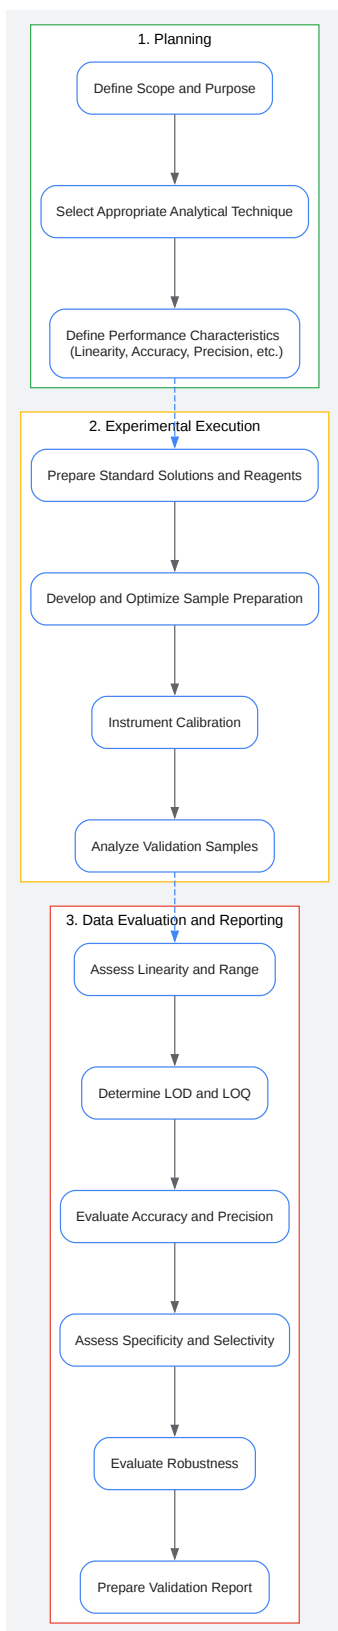 1. Planning
Define Scope and Purpose
Select Appropriate Analytical Technique
Define Performance Characteristics
(Linearity, Accuracy, Precision, etc.)
2. Experimental Execution
Prepare Standard Solutions and Reagents
Develop and Optimize Sample Preparation
Instrument Calibration
Analyze Validation Samples
3. Data Evaluation and Reporting
Assess Linearity and Range
Determine LOD and LOQ
Evaluate Accuracy and Precision
Assess Specificity and Selectivity
Evaluate Robustness
Prepare Validation Report